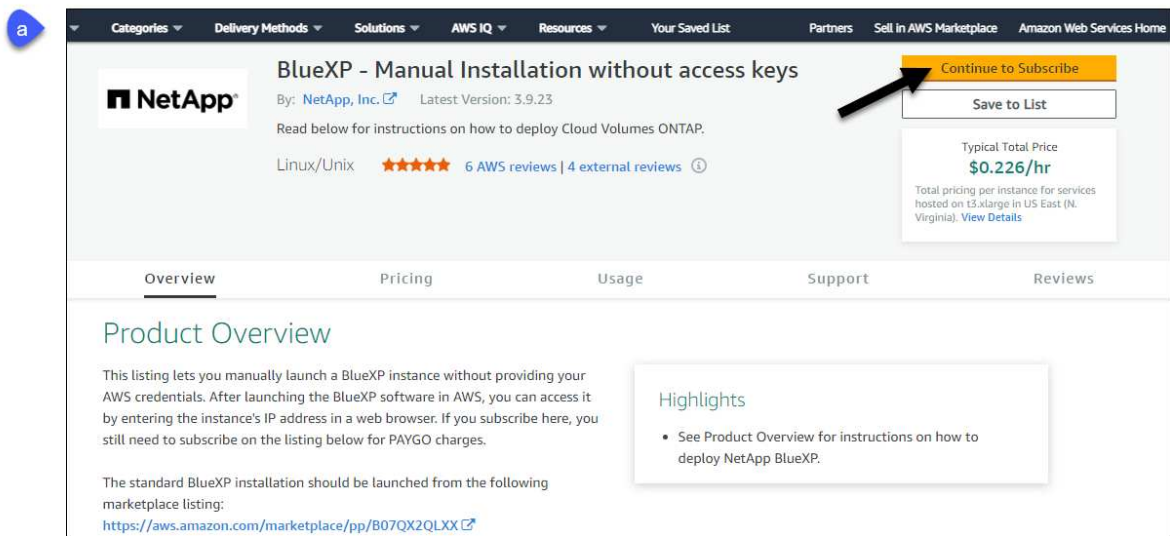 a
Categories Delivery Methods Solutions AWS IQ Resources Your Saved List Partners Sell in AWS Marketplace Amazon Web Services Home
NetApp
BlueXP - Manual Installation without access keys
By: NetApp, Inc. Latest Version: 3.9.23
Read below for instructions on how to deploy Cloud Volumes ONTAP.
Linux/Unix 6 AWS reviews | 4 external reviews
Continue to Subscribe
Save to List
Typical Total Price
$0.226/hr
Total pricing per instance for services
hosted on t3.xlarge in US East (N.
Virginia). View Details
Overview Pricing Usage Support Reviews
Product Overview
This listing lets you manually launch a BlueXP instance without providing your
AWS credentials. After launching the BlueXP software in AWS, you can access it
by entering the instance's IP address in a web browser. If you subscribe here, you
still need to subscribe on the listing below for PAYGO charges.
The standard BlueXP installation should be launched from the following
marketplace listing:
https://aws.amazon.com/marketplace/pp/B07QX2QLXX
Highlights
• See Product Overview for instructions on how to
deploy NetApp BlueXP.